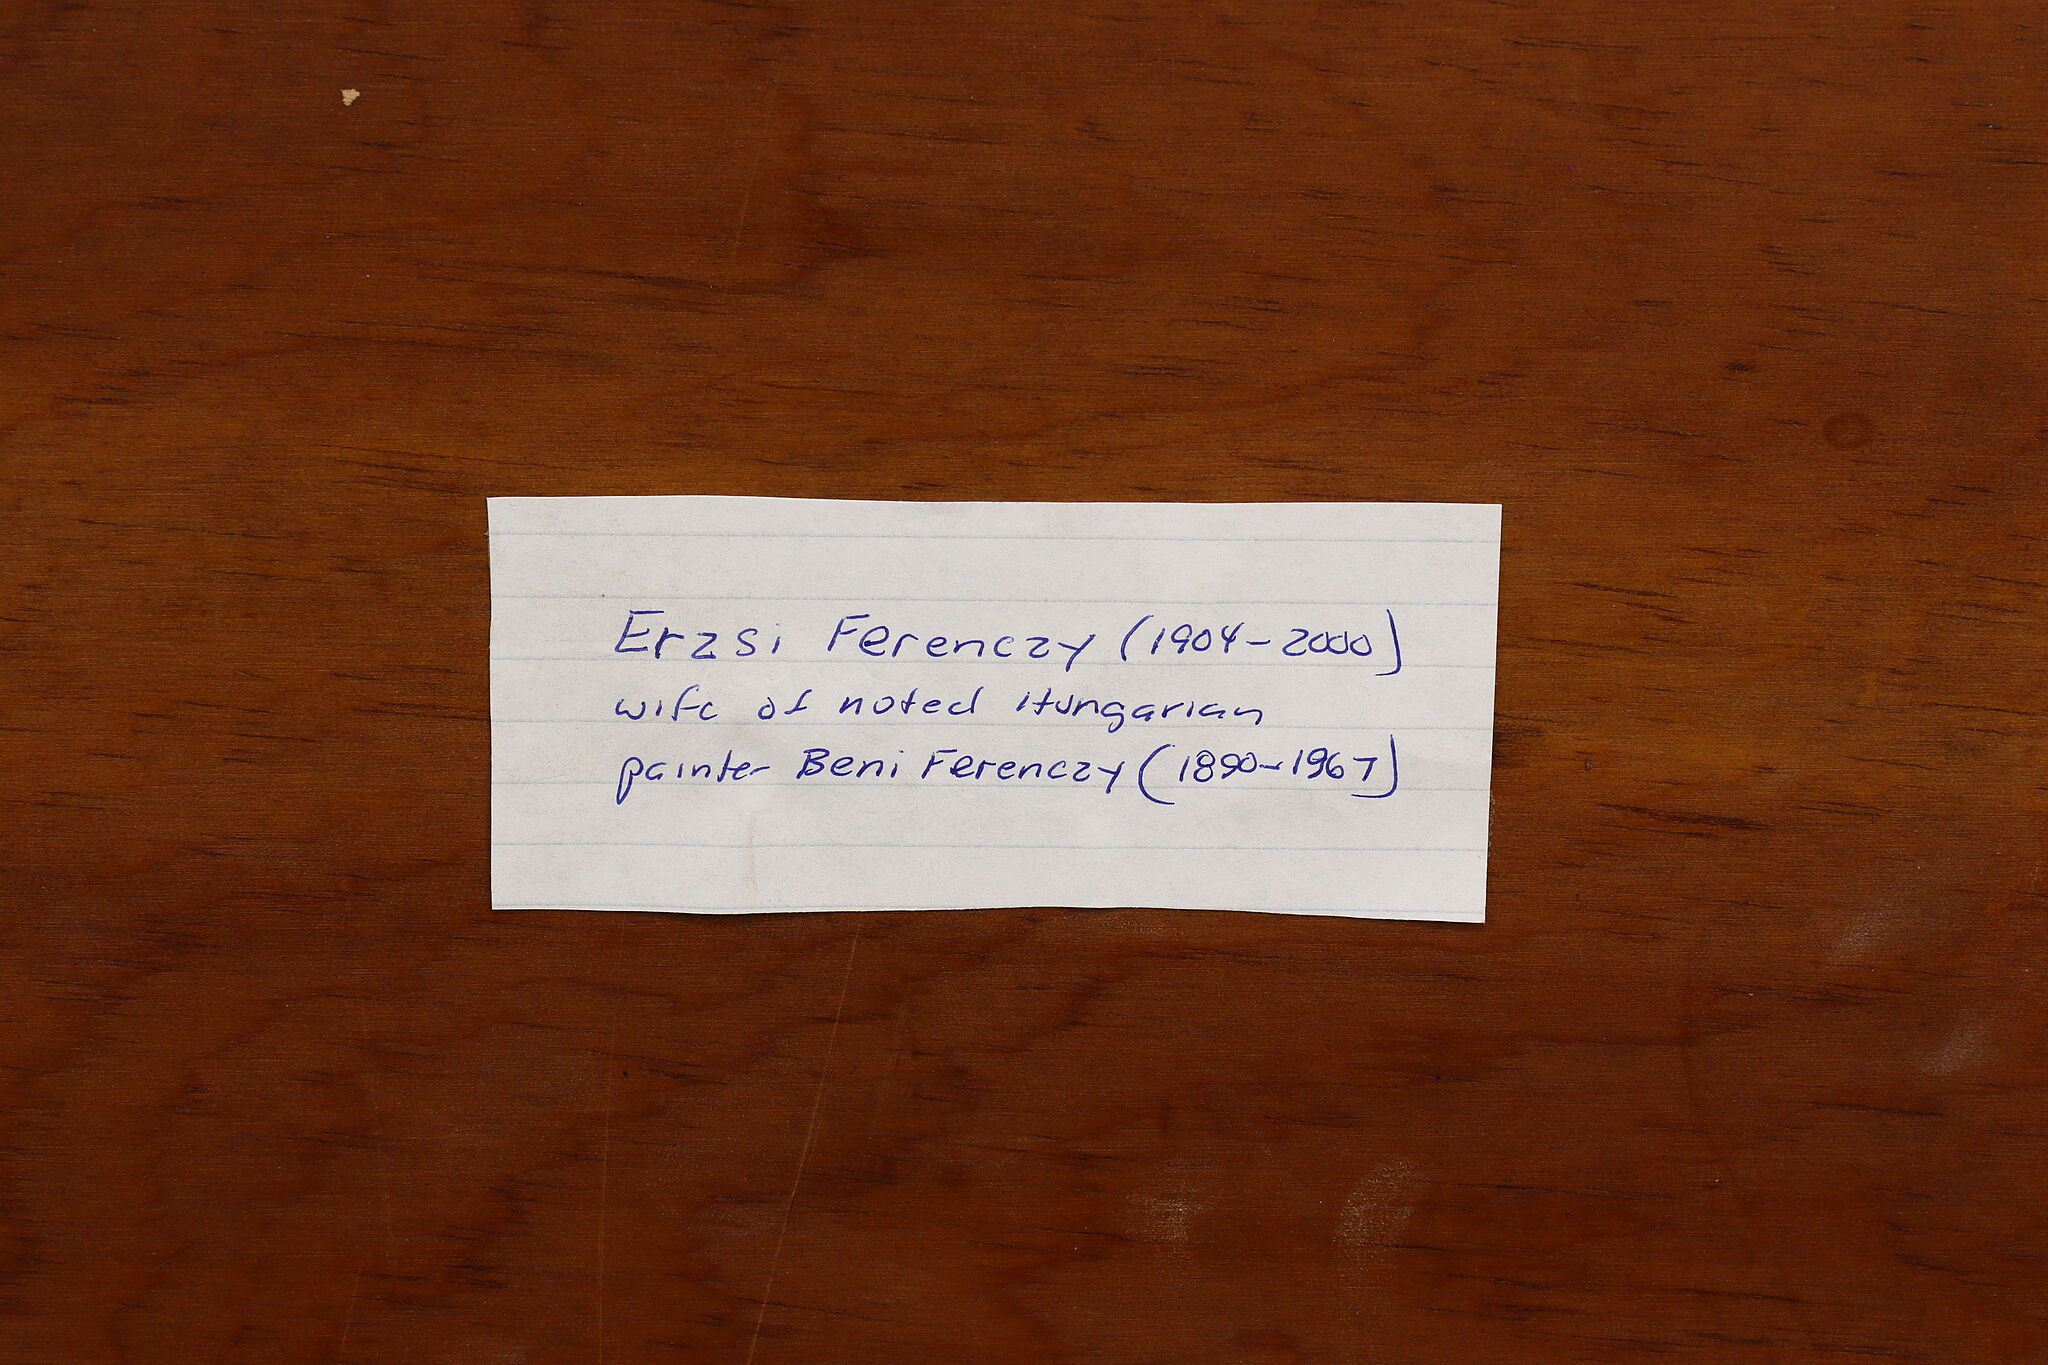 Erzsi Ferenczy (1904-2000)
wife of noted Hungarian
painter Beni Ferenczy (1890-1967)